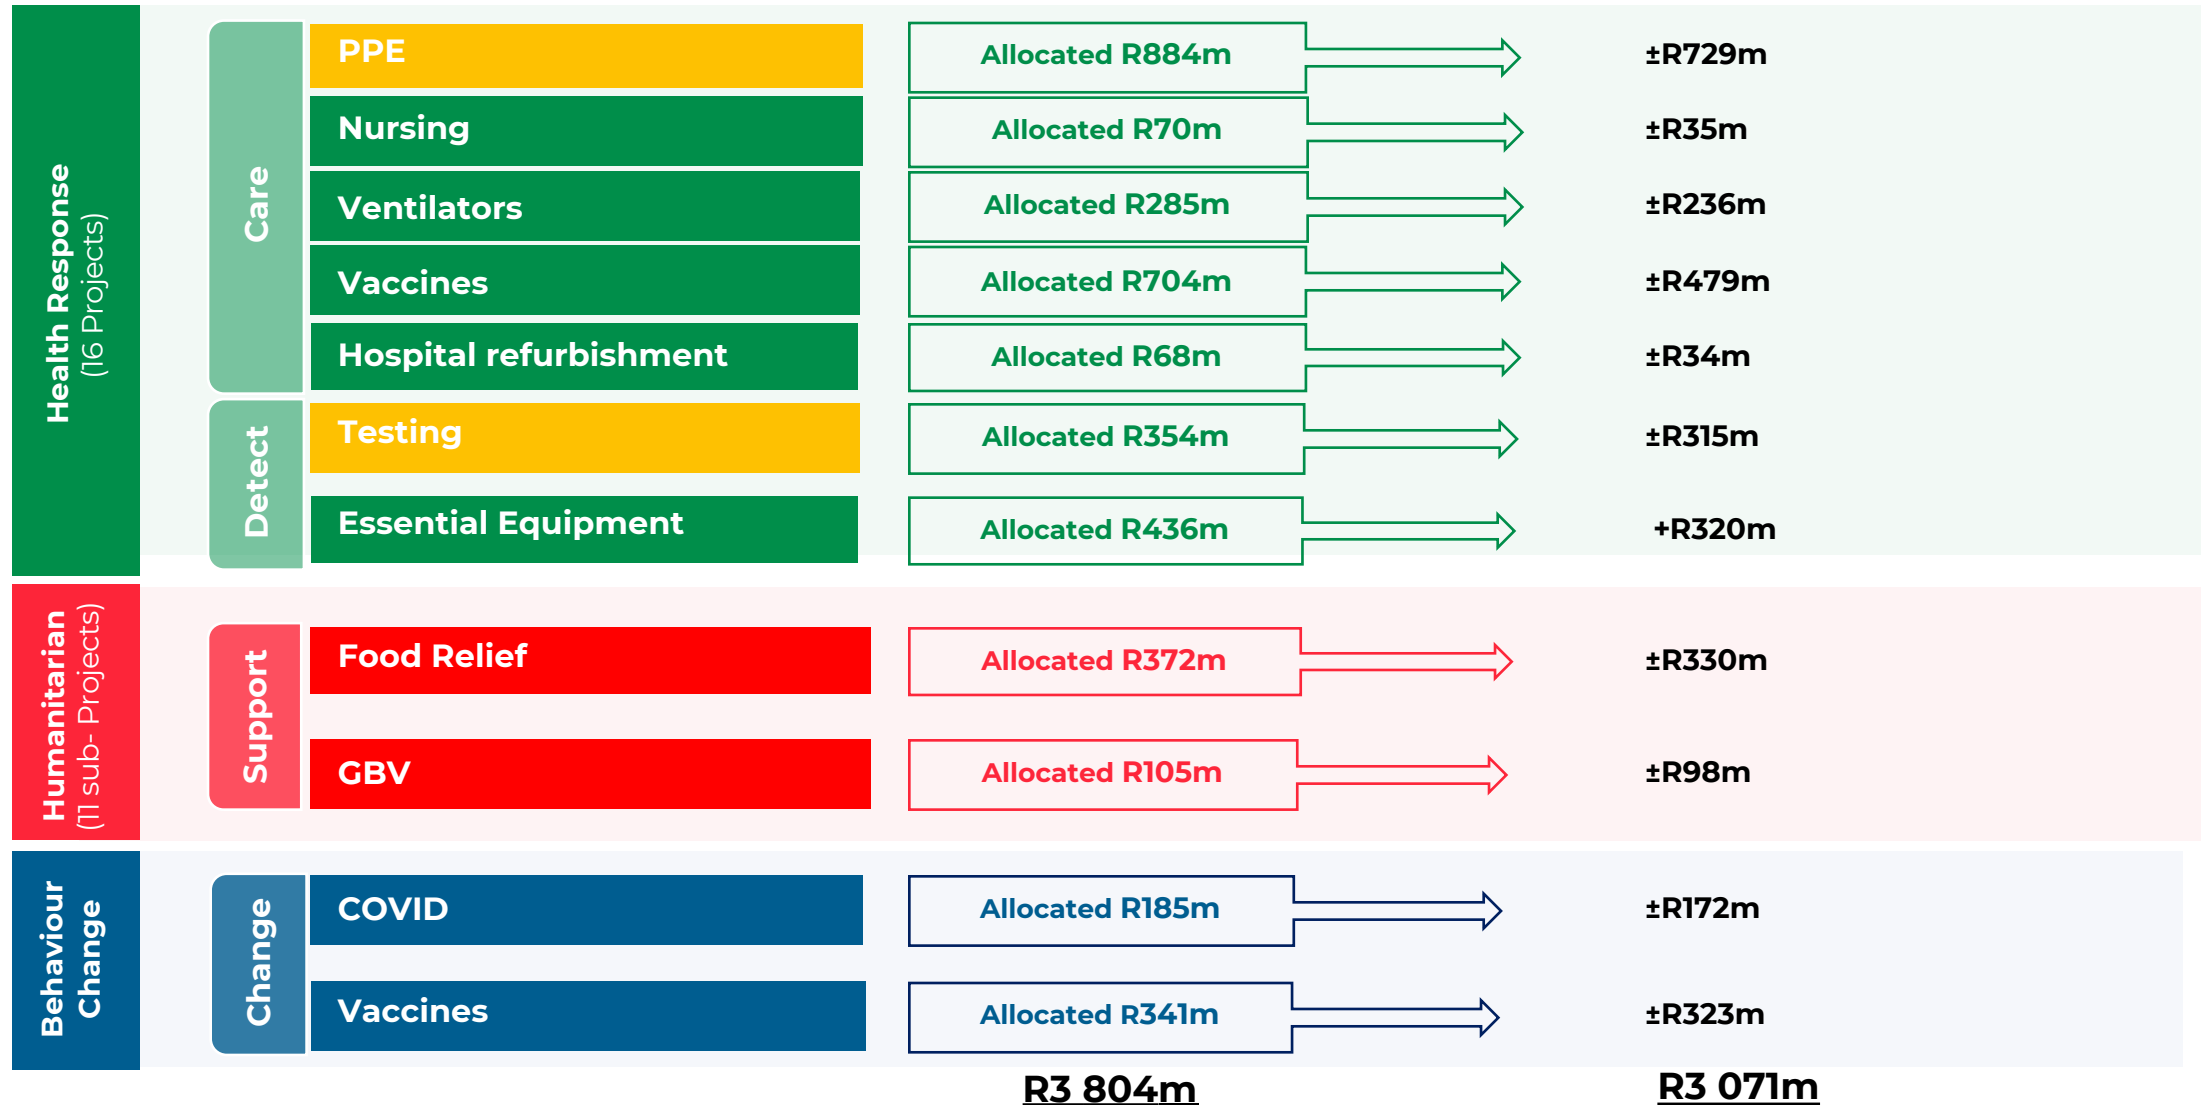 Health Response
(16 Projects)
Care
PPE
Allocated R884m
±R729m
Nursing
Allocated R70m
±R35m
Ventilators
Allocated R285m
±R236m
Vaccines
Allocated R704m
±R479m
Hospital refurbishment
Allocated R68m
±R34m
Detect
Testing
Allocated R354m
±R315m
Essential Equipment
Allocated R436m
+R320m
Humanitarian
(11 sub- Projects)
Support
Food Relief
Allocated R372m
±R330m
GBV
Allocated R105m
±R98m
Behaviour
Change
Change
COVID
Allocated R185m
±R172m
Vaccines
Allocated R341m
±R323m
R3 804m
R3 071m